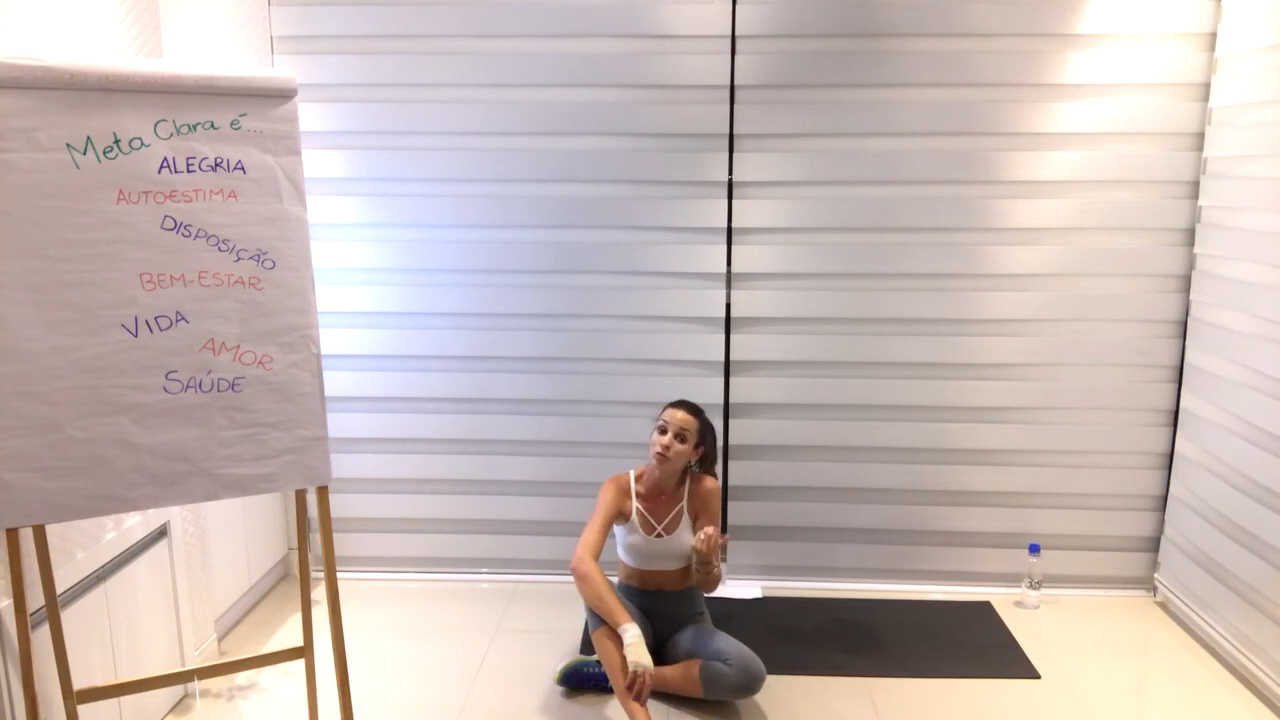 Meta Clara é...
ALEGRIA
AUTOESTIMA
DISPOSIÇÃO
BEM-ESTAR
VIDA
AMOR
SAÚDE